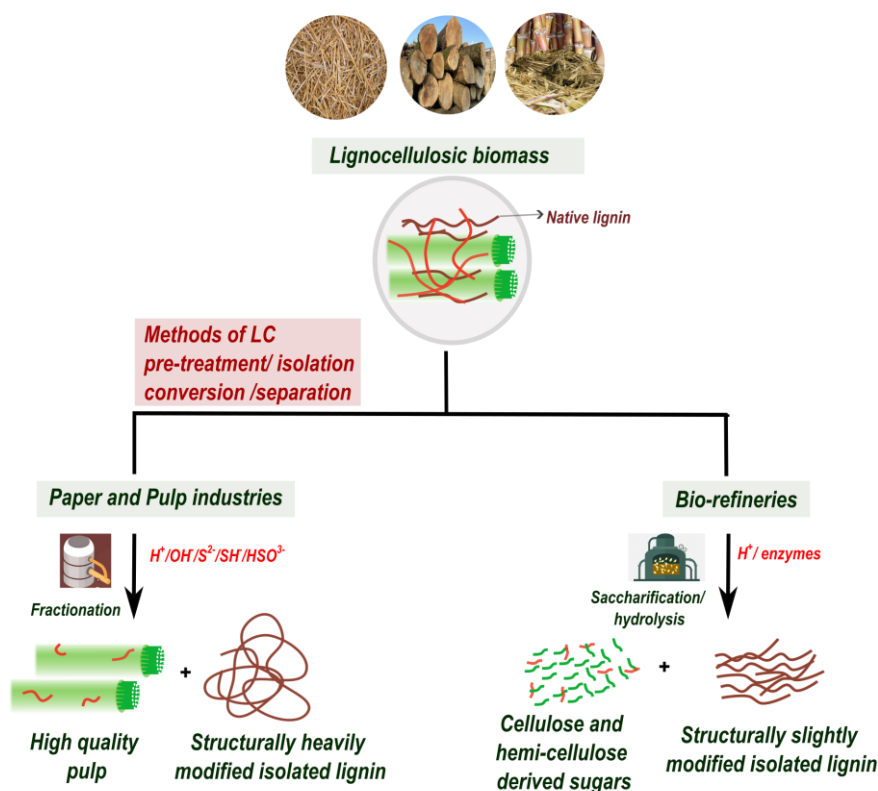 Lignocellulosic biomass
Native lignin
Methods of LC
pre-treatment/ isolation
conversion /separation
Paper and Pulp industries
H⁺/OH⁻/S²⁻/SH⁻/HSO³⁻
Fractionation
+
High quality
pulp
Structurally heavily
modified isolated lignin
Bio-refineries
H⁺/ enzymes
Saccharification/
hydrolysis
+
Cellulose and
hemi-cellulose
derived sugars
Structurally slightly
modified isolated lignin